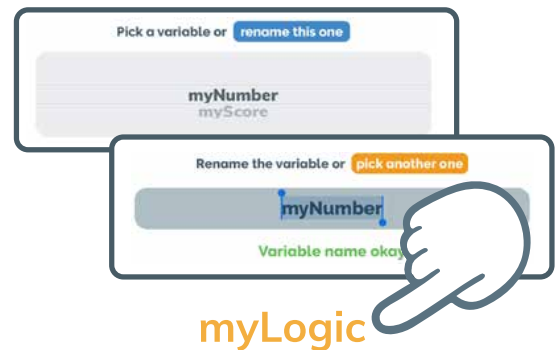 Pick a variable or rename this one
myNumber
myScore
Rename the variable or pick another one
myNumber
Variable name okay
myLogic